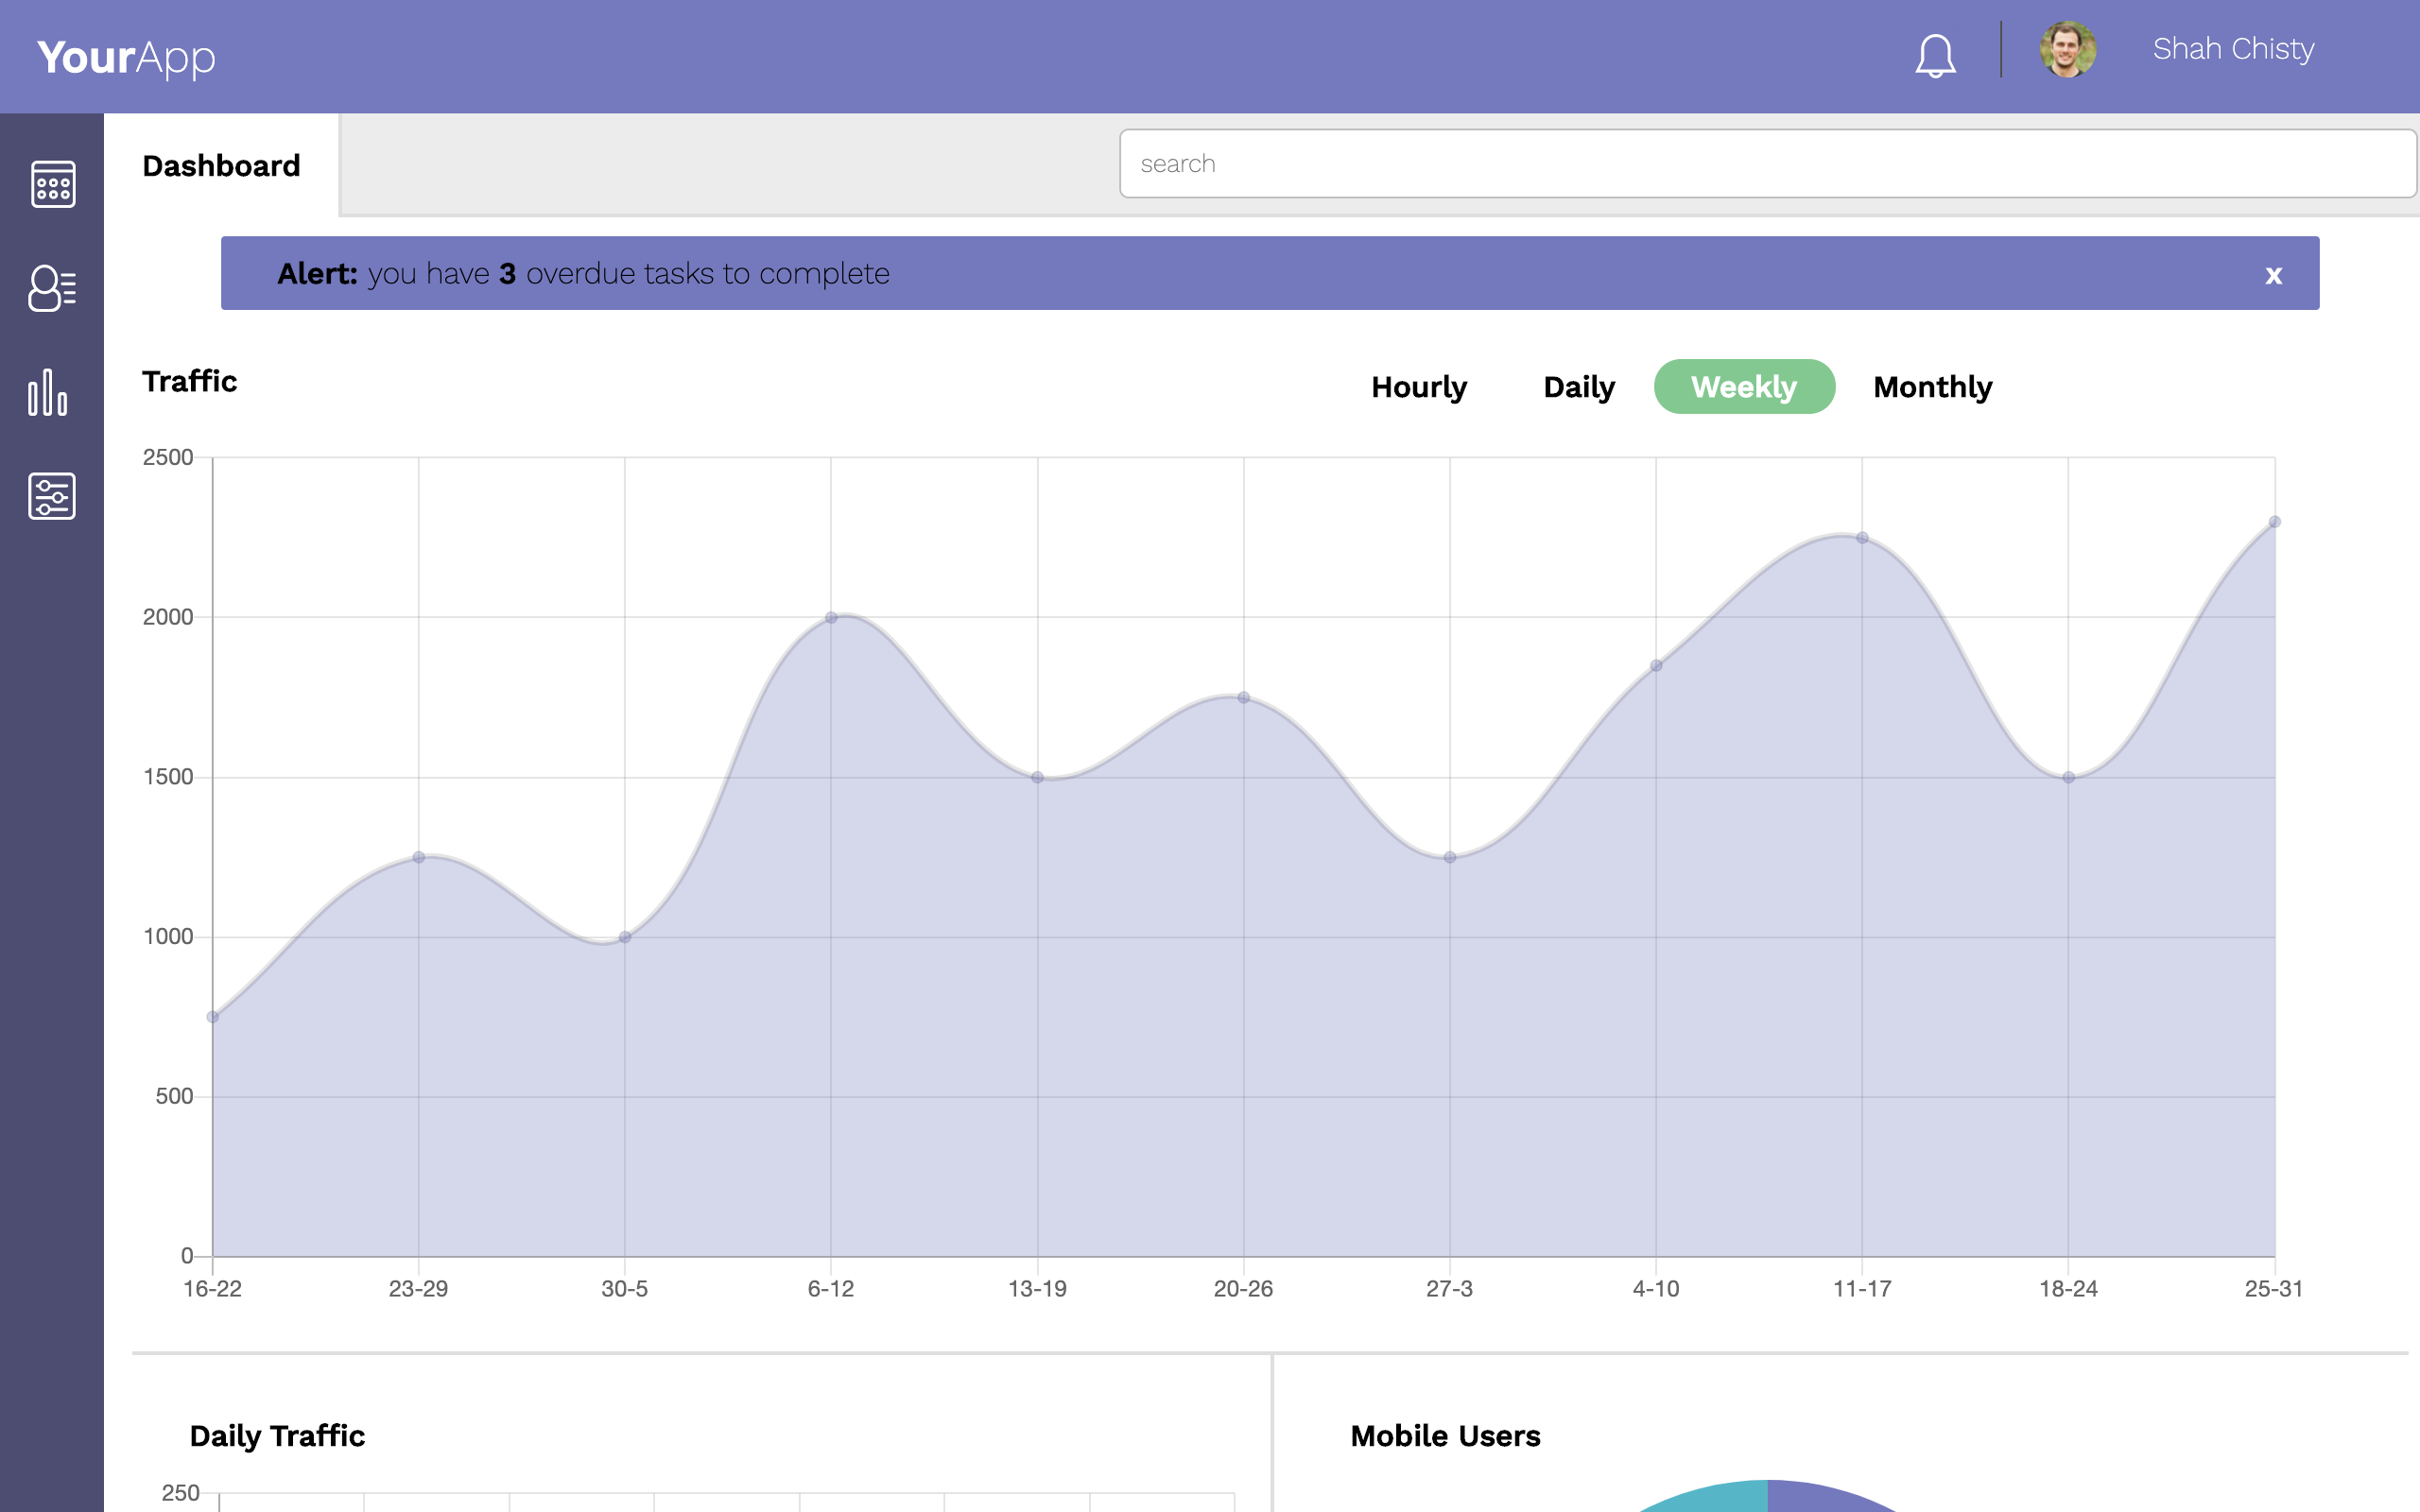 YourApp
Shah Chisty
Dashboard
search
Alert: you have 3 overdue tasks to complete
x
Traffic
Hourly Daily Weekly Monthly
2500
2000
1500
1000
500
0
16-22 23-29 30-5 6-12 13-19 20-26 27-3 4-10 11-17 18-24 25-31
Daily Traffic
Mobile Users
250